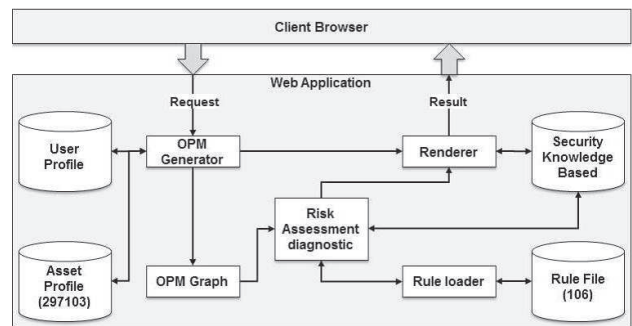 Client Browser
Web Application
Request
Result
User
Profile
OPM
Generator
Renderer
Security
Knowledge
Based
Risk
Assessment
diagnostic
Asset
Profile
(297103)
OPM Graph
Rule loader
Rule File
(106)